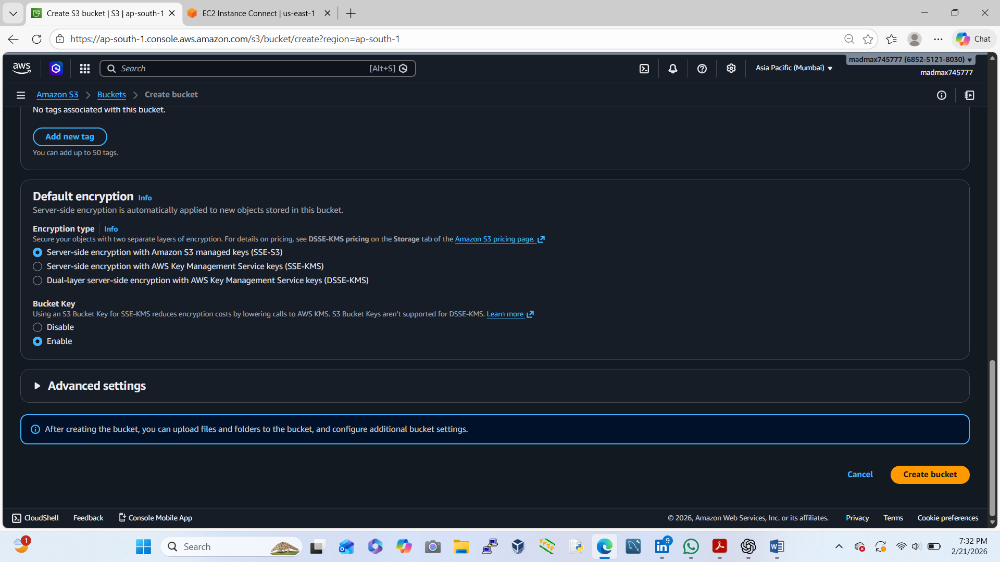 Create S3 bucket | S3 | ap-south-1
EC2 Instance Connect | us-east-1
https://ap-south-1.console.aws.amazon.com/s3/bucket/create?region=ap-south-1
Chat
aws
Search
[Alt+S]
Asia Pacific (Mumbai)
madmax745777 (6852-5121-8030)
madmax745777
Amazon S3
Buckets
Create bucket
No tags associated with this bucket.
Add new tag
You can add up to 50 tags.
Default encryption Info
Server-side encryption is automatically applied to new objects stored in this bucket.
Encryption type Info
Secure your objects with two separate layers of encryption. For details on pricing, see DSSE-KMS pricing on the Storage tab of the Amazon S3 pricing page.
Server-side encryption with Amazon S3 managed keys (SSE-S3)
Server-side encryption with AWS Key Management Service keys (SSE-KMS)
Dual-layer server-side encryption with AWS Key Management Service keys (DSSE-KMS)
Bucket Key
Using an S3 Bucket Key for SSE-KMS reduces encryption costs by lowering calls to AWS KMS. S3 Bucket Keys aren't supported for DSSE-KMS. Learn more
Disable
Enable
Advanced settings
After creating the bucket, you can upload files and folders to the bucket, and configure additional bucket settings.
Cancel
Create bucket
CloudShell
Feedback
Console Mobile App
© 2026, Amazon Web Services, Inc. or its affiliates.
Privacy
Terms
Cookie preferences
1
Search
TFTP
9
7:32 PM
2/21/2026